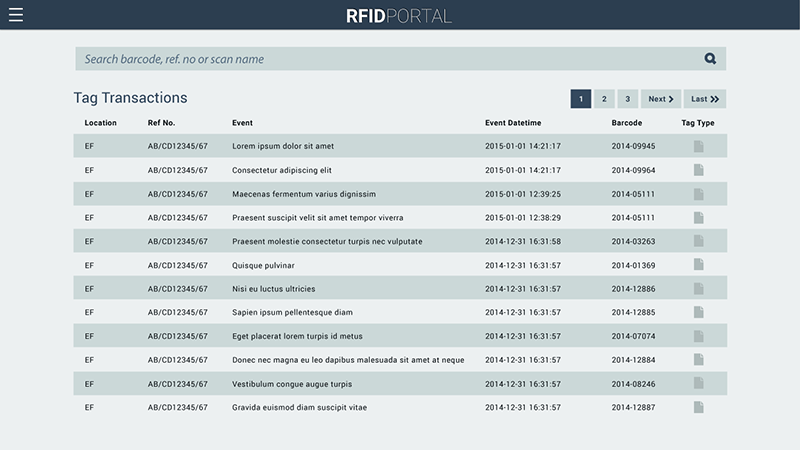 RFIDPORTAL
Search barcode, ref. no or scan name
Tag Transactions 1 2 3 Next Last
Location Ref No. Event Event Datetime Barcode Tag Type
EF AB/CD12345/67 Lorem ipsum dolor sit amet 2015-01-01 14:21:17 2014-09945
EF AB/CD12345/67 Consectetur adipiscing elit 2015-01-01 14:21:17 2014-09964
EF AB/CD12345/67 Maecenas fermentum varius dignissim 2015-01-01 12:39:25 2014-05111
EF AB/CD12345/67 Praesent suscipit velit sit amet tempor viverra 2015-01-01 12:38:29 2014-05111
EF AB/CD12345/67 Praesent molestie consectetur turpis nec vulputate 2014-12-31 16:31:58 2014-03263
EF AB/CD12345/67 Quisque pulvinar 2014-12-31 16:31:57 2014-01369
EF AB/CD12345/67 Nisi eu luctus ultricies 2014-12-31 16:31:57 2014-12886
EF AB/CD12345/67 Sapien ipsum pellentesque diam 2014-12-31 16:31:57 2014-12885
EF AB/CD12345/67 Eget placerat lorem turpis id metus 2014-12-31 16:31:57 2014-07074
EF AB/CD12345/67 Donec nec magna eu leo dapibus malesuada sit amet at neque 2014-12-31 16:31:57 2014-12884
EF AB/CD12345/67 Vestibulum congue augue turpis 2014-12-31 16:31:57 2014-08246
EF AB/CD12345/67 Gravida euismod diam suscipit vitae 2014-12-31 16:31:57 2014-12887